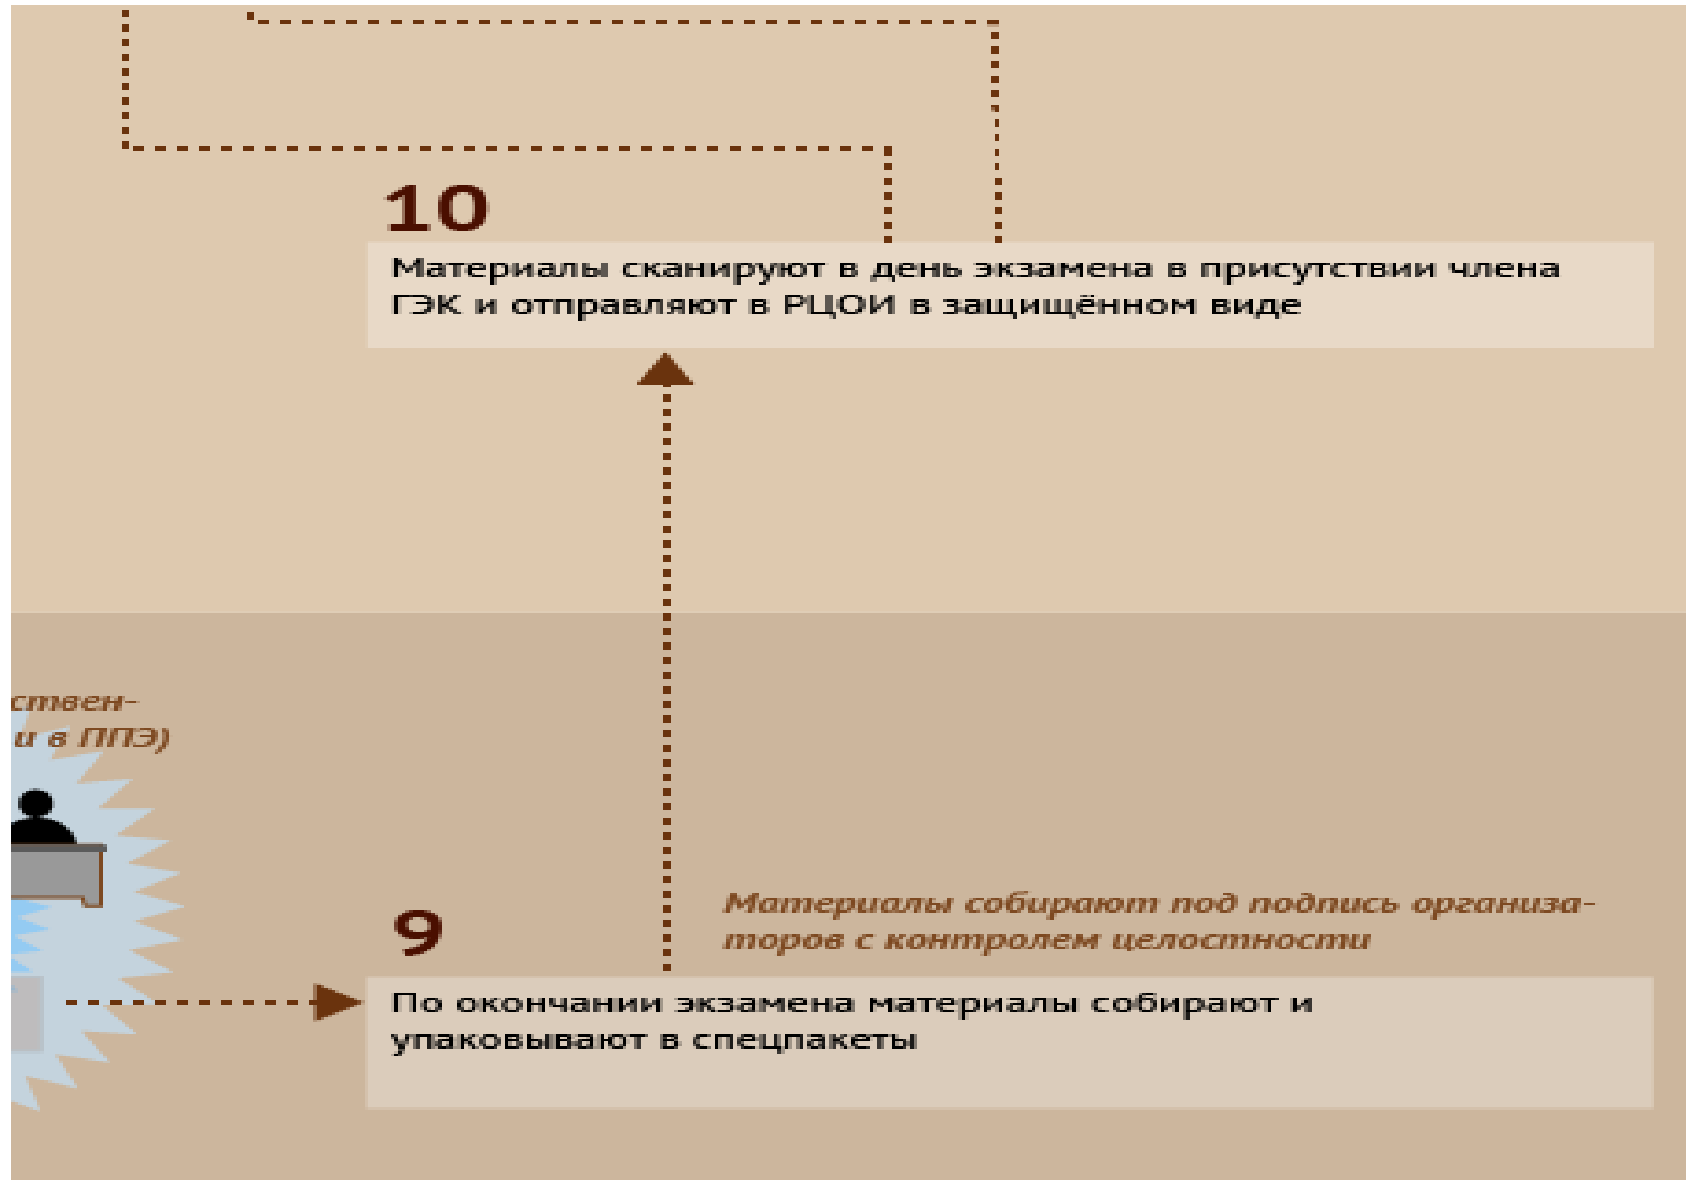 10
Материалы сканируют в день экзамена в присутствии члена
ГЭК и отправляют в РЦОИ в защищённом виде
ствен-
и в ППЭ)
9
Материалы собирают под подпись организа-
торов с контролем целостности
По окончании экзамена материалы собирают и
упаковывают в спецпакеты